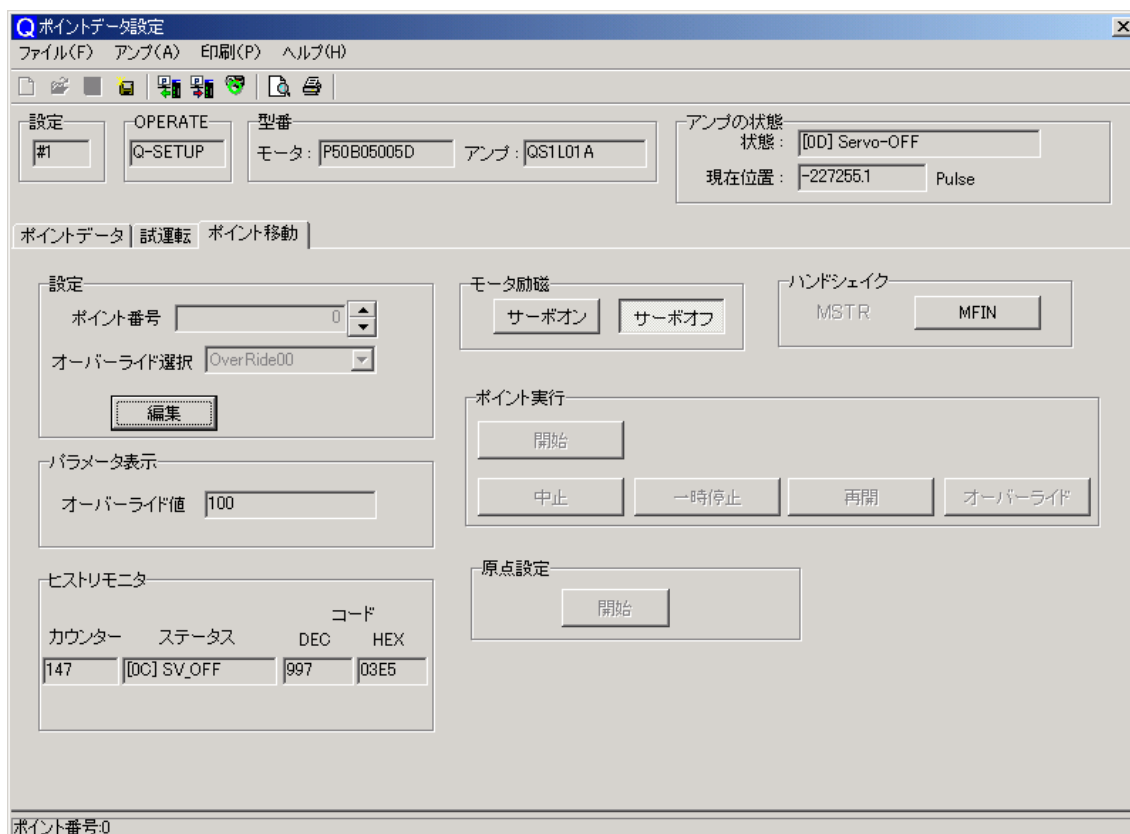 Q ポイントデータ設定
ファイル(F) アンプ(A) 印刷(P) ヘルプ(H)
設定
#1
OPERATE
Q-SETUP
型番
モータ: P50B05005D アンプ: QS1L01A
アンプの状態
状態: [0D] Servo-OFF
現在位置: -227255.1 Pulse
ポイントデータ 試運転 ポイント移動
設定
ポイント番号 0
オーバーライド選択 OverRide00
編集
モータ励磁
サーボオン サーボオフ
ハンドシェイク
MSTR MFIN
ポイント実行
開始
中止 一時停止 再開 オーバーライド
パラメータ表示
オーバーライド値 100
原点設定
開始
ヒストリモニタ
コード
カウンター ステータス DEC HEX
147 [0C] SV_OFF 997 03E5
ポイント番号:0